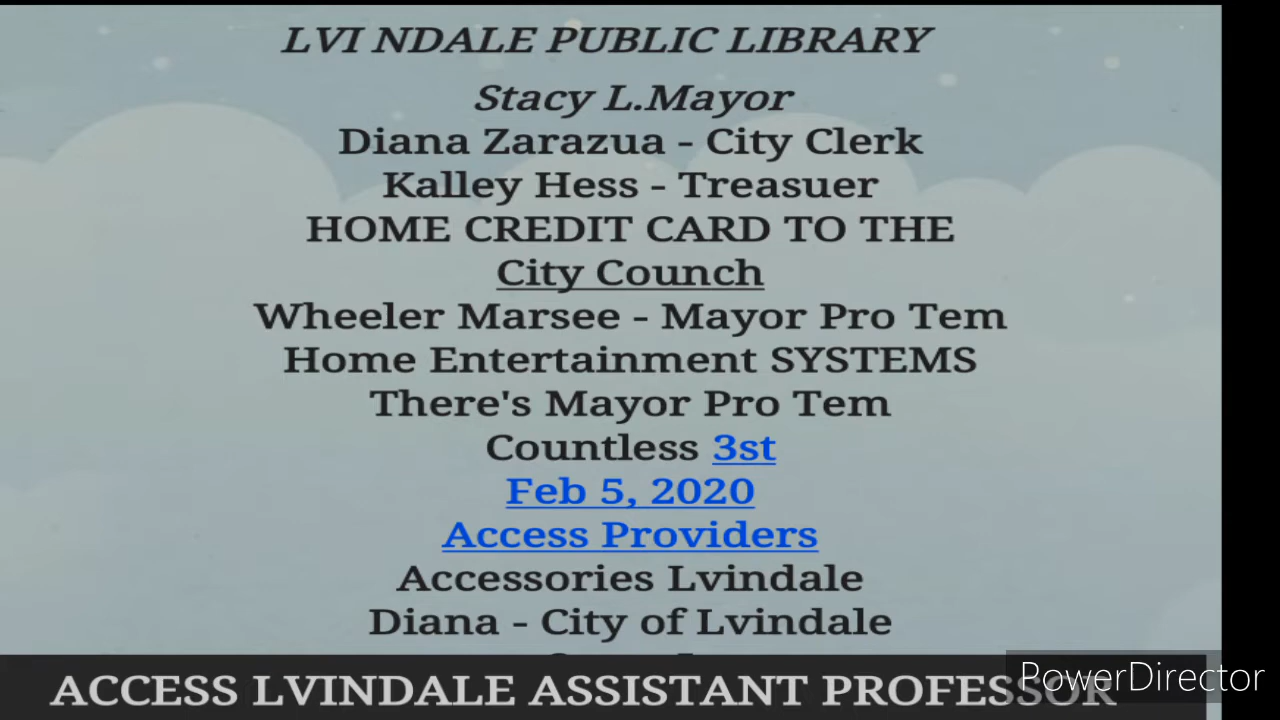 LVI NDALE PUBLIC LIBRARY
Stacy L.Mayor
Diana Zarazua - City Clerk
Kalley Hess - Treasuer
HOME CREDIT CARD TO THE
City Counch
Wheeler Marsee - Mayor Pro Tem
Home Entertainment SYSTEMS
There's Mayor Pro Tem
Countless 3st
Feb 5, 2020
Access Providers
Accessories Lvindale
Diana - City of Lvindale
ACCESS LVINDALE ASSISTANT PROFESSOR
PowerDirector